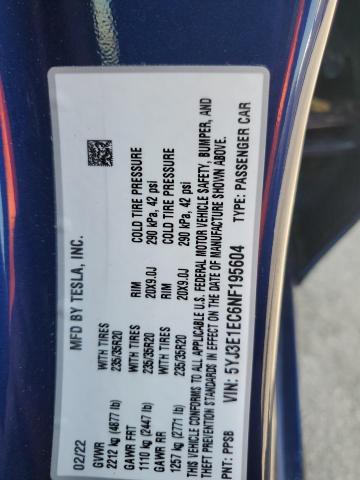 MFD BY TESLA, INC.
02/22
GVWR
2212 kg (4877 lb)
GAWR FRT WITH TIRES RIM COLD TIRE PRESSURE
1110 kg (2447 lb) 235/35R20 20X9.0J 290 kPa, 42 psi
GAWR RR WITH TIRES RIM COLD TIRE PRESSURE
1257 kg (2771 lb) 235/35R20 20X9.0J 290 kPa, 42 psi
THIS VEHICLE CONFORMS TO ALL APPLICABLE U.S. FEDERAL MOTOR VEHICLE SAFETY, BUMPER, AND
THEFT PREVENTION STANDARDS IN EFFECT ON THE DATE OF MANUFACTURE SHOWN ABOVE.
PNT: PPSB VIN: 5YJ3E1EC6NF195604 TYPE: PASSENGER CAR